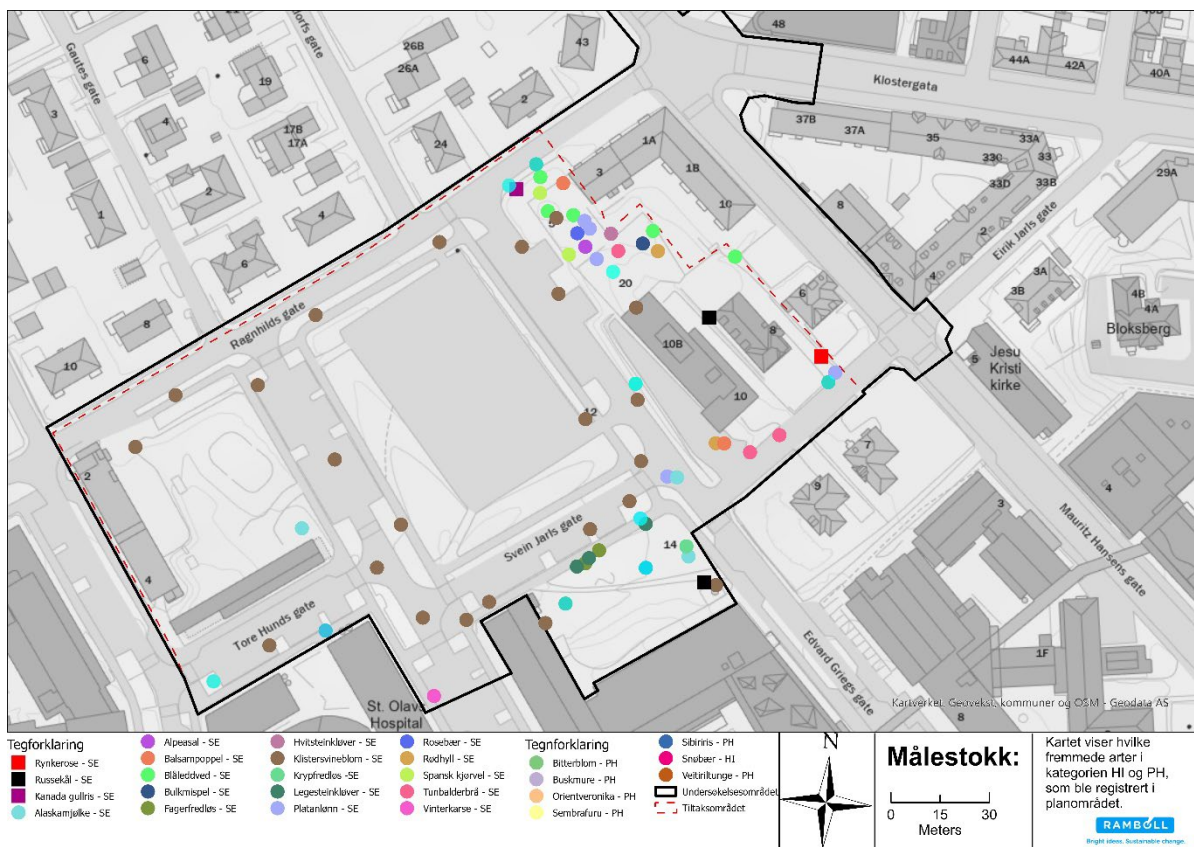 48
43
26B
26A
6
19
3
4
17B
17A
2
24
2
44A
42A
40A
Klostergata
37B
37A
35
33A
33C
33
33D
33B
29A
1A
3
1B
10
8
2
4
Eirik Jarls gate
3A
3B
4B
4A
Bloksberg
Gautes gate
1
4
6
8
10
5
20
6
8
10B
10
12
Jesu
Kristi
kirke
5
Ragnhilds gate
2
4
7
9
4
3
Mauritz Hansens gate
Svein Jarls gate
14
Tore Hunds gate
Edvard Griegs gate
1F
8
St. Olavs
Hospital
Kartverket, Geovekst, kommuner og OSM - Geodata AS
Tegforklaring
Rynkerose - SE
Russekål - SE
Kanada gullris - SE
Alaskamjølke - SE
Alpeasal - SE
Balsampoppel - SE
Blåleddved - SE
Bulkmispel - SE
Fagerfredløs - SE
Hvitsteinkløver - SE
Klistersvineblom - SE
Krypfredløs - SE
Legesteinkløver - SE
Platanlønn - SE
Rosebær - SE
Rødhyll - SE
Spansk kjørvel - SE
Tunbalderbrå - SE
Vinterkarse - SE
Tegnforklaring
Bitterblom - PH
Buskmure - PH
Orientveronika - PH
Sembrafuru - PH
Sibiriris - PH
Snøbær - HI
Veitiriltunge - PH
Undersøkelsesområdet
Tiltaksområdet
N
Målestokk:
0 15 30
Meters
Kartet viser hvilke
fremmede arter i
kategorien HI og PH,
som ble registrert i
planområdet.
RAMBOLL
Bright ideas. Sustainable change.